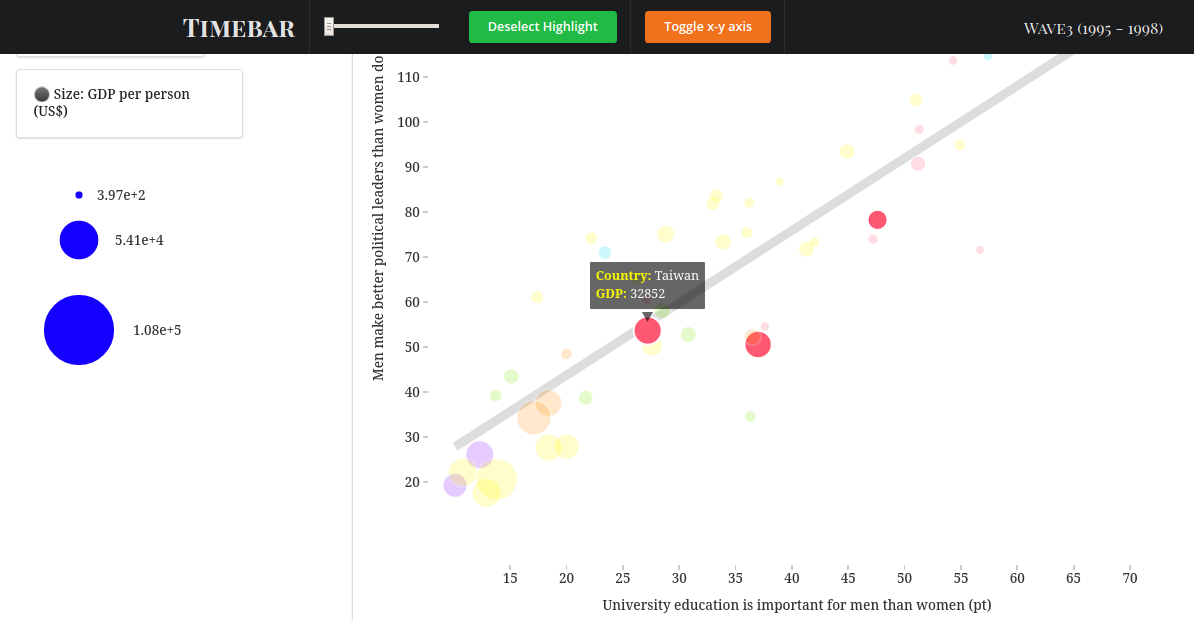 TIMEBAR
Deselect Highlight
Toggle x-y axis
WAVE3 (1995 - 1998)
Size: GDP per person
(US$)
3.97e+2
5.41e+4
1.08e+5
Men make better political leaders than women do
110
100
90
80
70
60
50
40
30
20
Country: Taiwan
GDP: 32852
15 20 25 30 35 40 45 50 55 60 65 70
University education is important for men than women (pt)